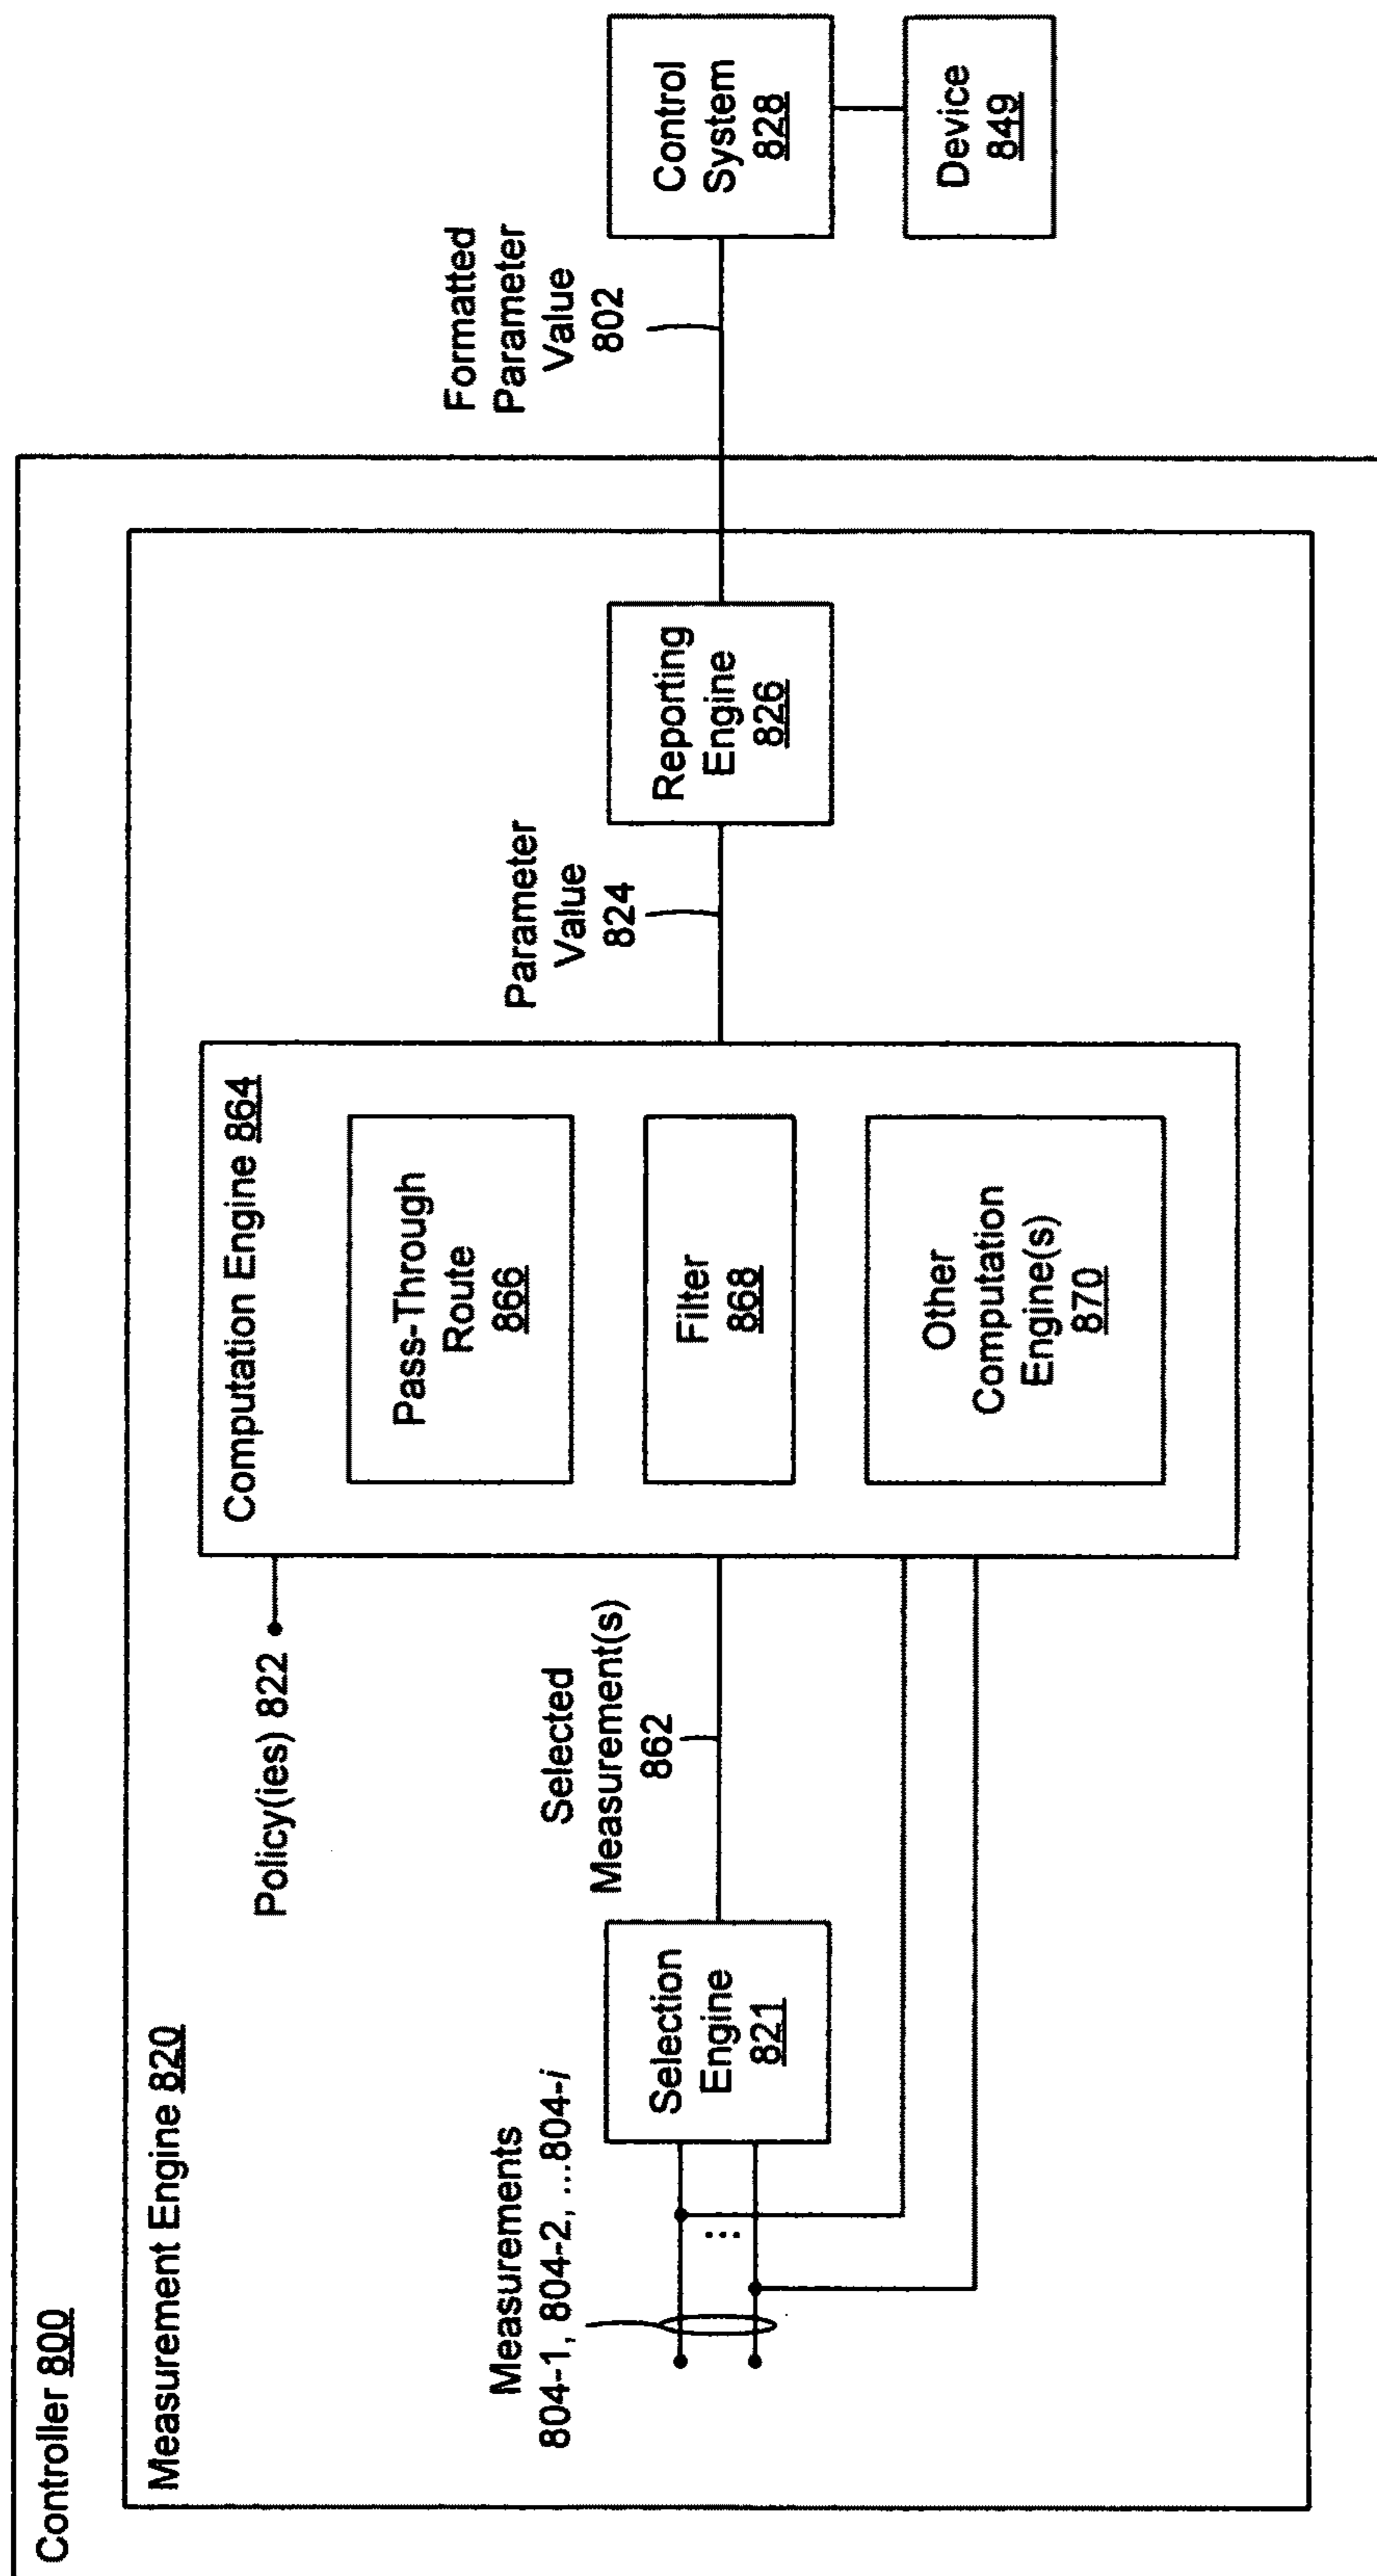 Controller 800
Measurement Engine 820
Measurements
804-1, 804-2, ...804-i
Selection
Engine
821
Selected
Measurement(s)
862
Policy(ies) 822
Computation Engine 864
Pass-Through
Route
866
Filter
868
Other
Computation
Engine(s)
870
Parameter
Value
824
Reporting
Engine
826
Formatted
Parameter
Value
802
Control
System
828
Device
849